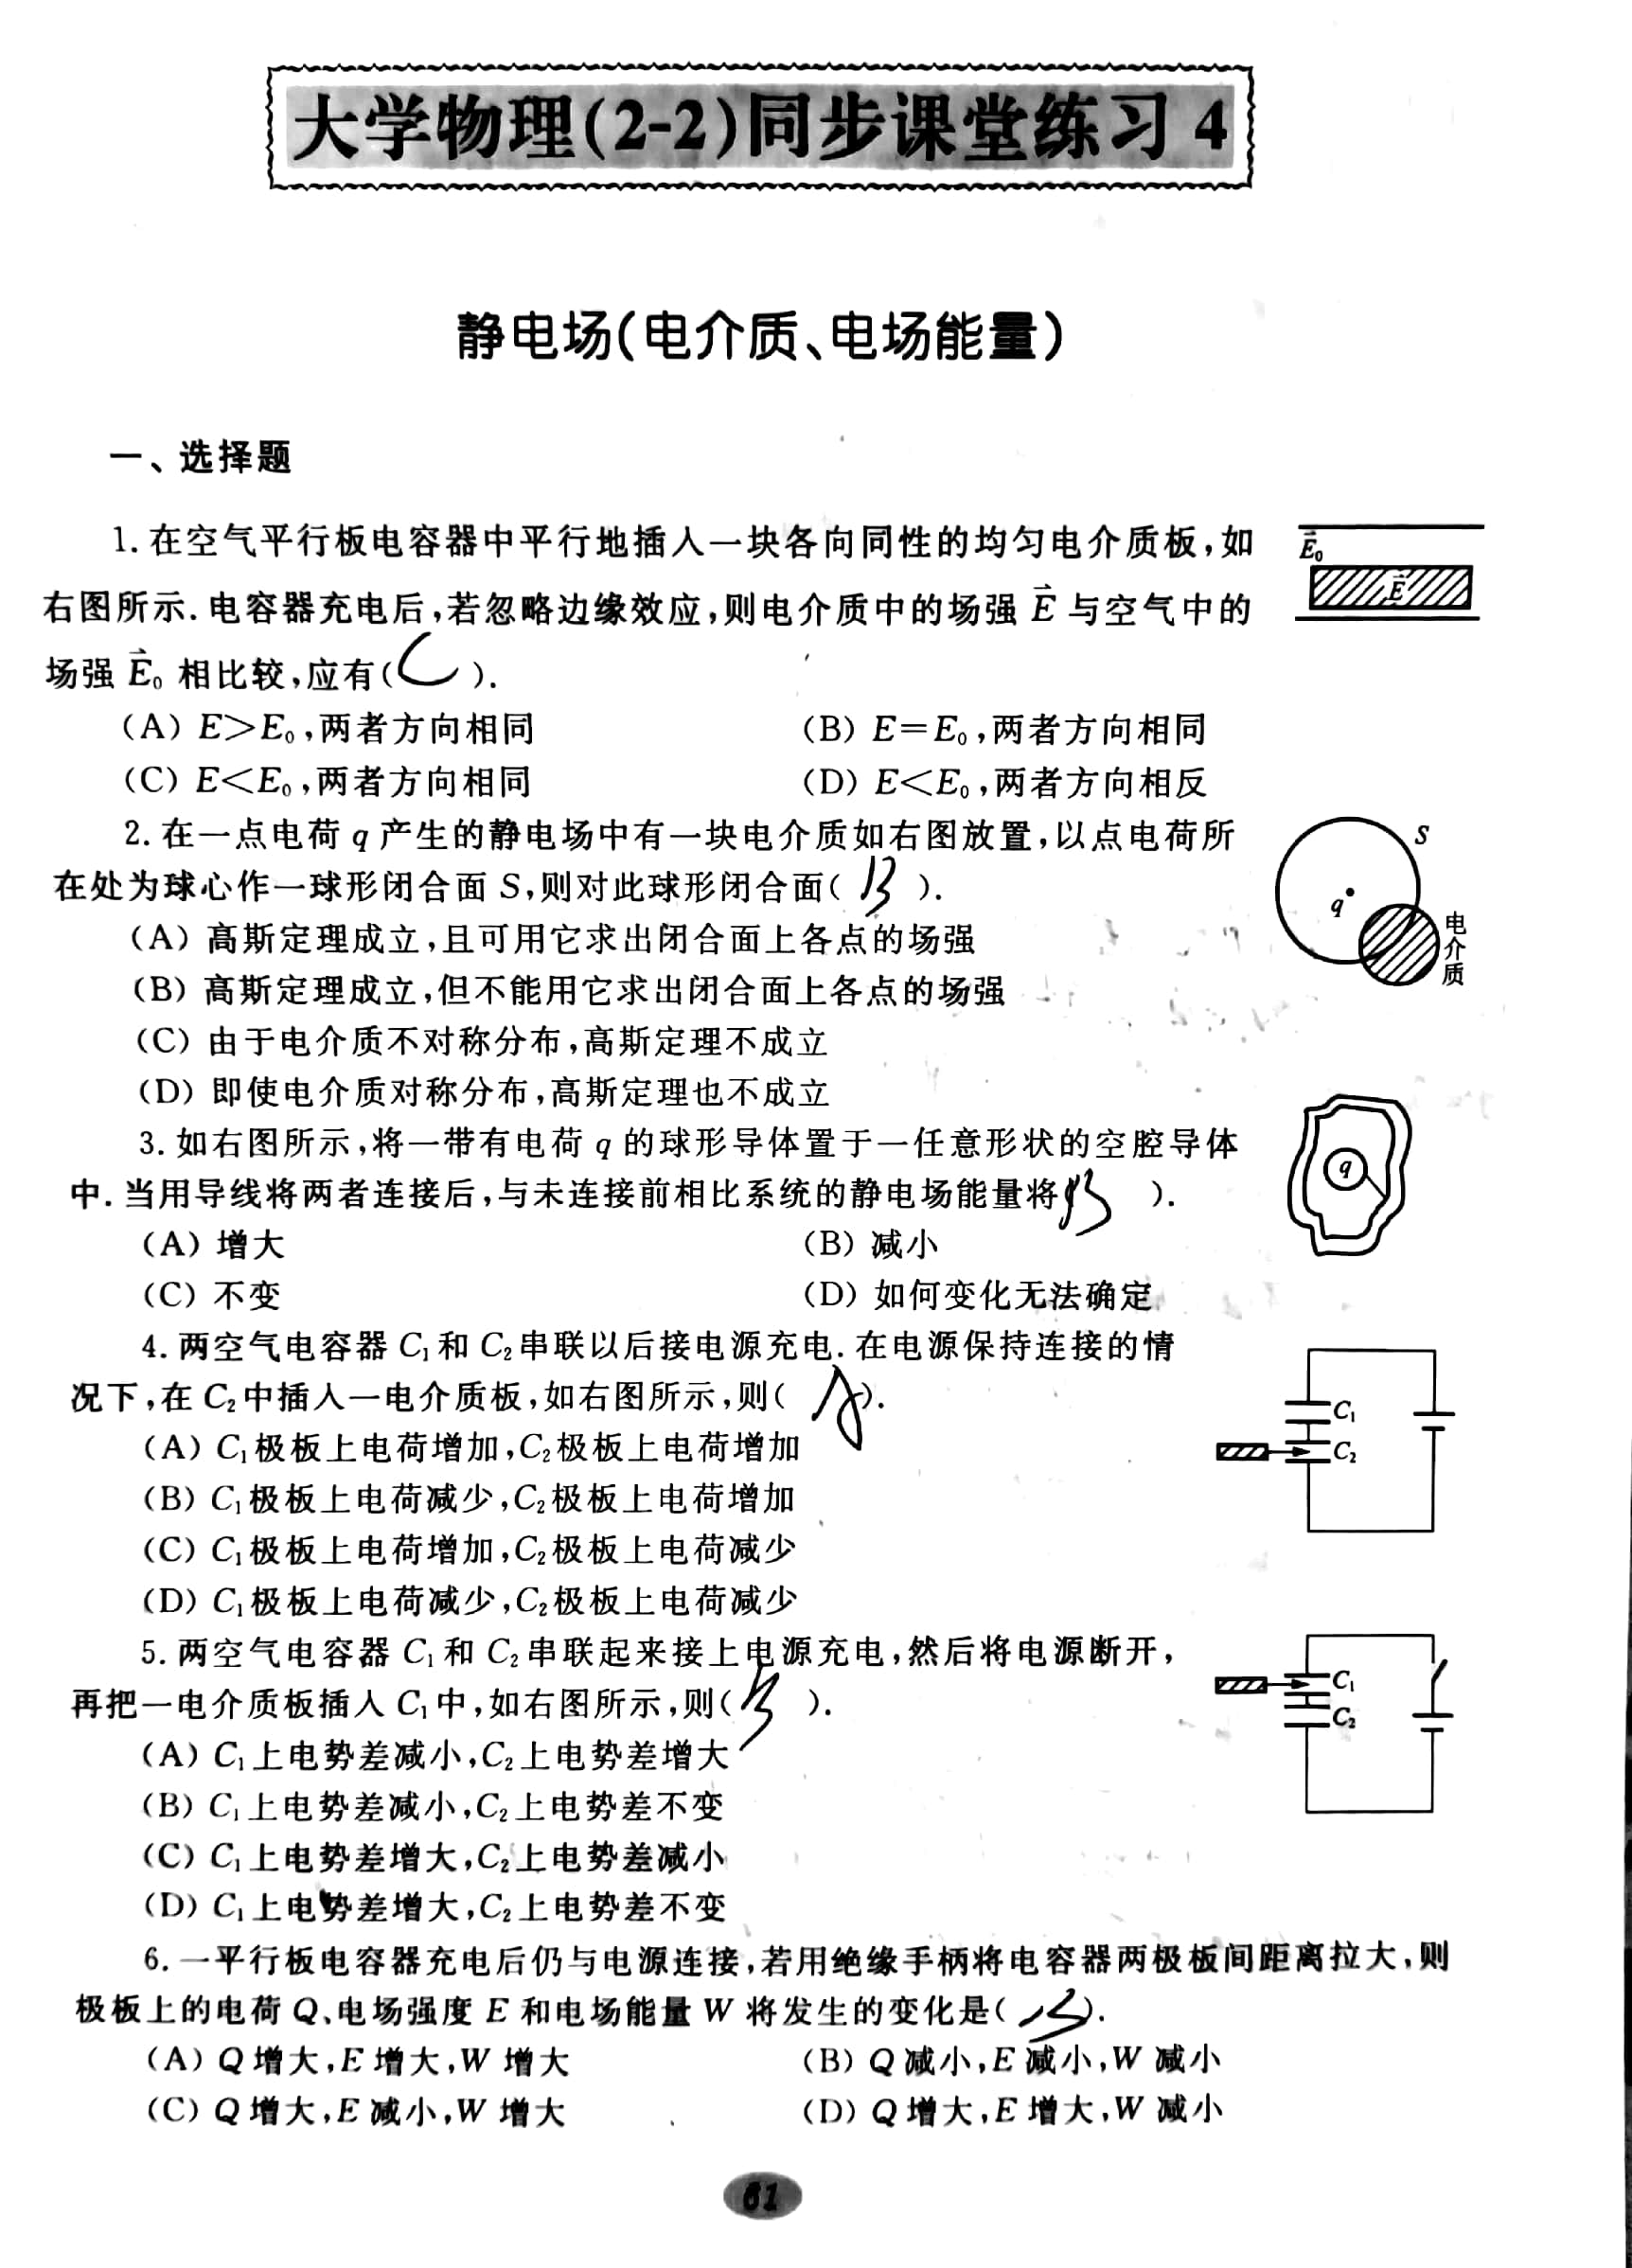 大学物理(2-2)同步课堂练习 4
静电场(电介质、电场能量)
一、选择题
1. 在空气平行板电容器中平行地插入一块各向同性的均匀电介质板,如
右图所示. 电容器充电后,若忽略边缘效应,则电介质中的场强 E⃗ 与空气中的
场强 E⃗₀ 相比较,应有( C ).
(A) E>E₀,两者方向相同
(B) E=E₀,两者方向相同
(C) E<E₀,两者方向相同
(D) E<E₀,两者方向相反
E⃗₀
E⃗
2. 在一点电荷 q 产生的静电场中有一块电介质如右图放置,以点电荷所
在处为球心作一球形闭合面 S,则对此球形闭合面( B ).
(A) 高斯定理成立,且可用它求出闭合面上各点的场强
(B) 高斯定理成立,但不能用它求出闭合面上各点的场强
(C) 由于电介质不对称分布,高斯定理不成立
(D) 即使电介质对称分布,高斯定理也不成立
S
q
电介质
3. 如右图所示,将一带有电荷 q 的球形导体置于一任意形状的空腔导体
中. 当用导线将两者连接后,与未连接前相比系统的静电场能量将( B ).
(A) 增大
(B) 减小
(C) 不变
(D) 如何变化无法确定
q
4. 两空气电容器 C₁ 和 C₂ 串联以后接电源充电. 在电源保持连接的情
况下,在 C₂ 中插入一电介质板,如右图所示,则( A ).
(A) C₁ 极板上电荷增加,C₂ 极板上电荷增加
(B) C₁ 极板上电荷减少,C₂ 极板上电荷增加
(C) C₁ 极板上电荷增加,C₂ 极板上电荷减少
(D) C₁ 极板上电荷减少,C₂ 极板上电荷减少
C₁
C₂
5. 两空气电容器 C₁ 和 C₂ 串联起来接上电源充电,然后将电源断开,
再把一电介质板插入 C₁ 中,如右图所示,则( B ).
(A) C₁ 上电势差减小,C₂ 上电势差增大
(B) C₁ 上电势差减小,C₂ 上电势差不变
(C) C₁ 上电势差增大,C₂ 上电势差减小
(D) C₁ 上电势差增大,C₂ 上电势差不变
C₁
C₂
6. 一平行板电容器充电后仍与电源连接,若用绝缘手柄将电容器两极板间距离拉大,则
极板上的电荷 Q、电场强度 E 和电场能量 W 将发生的变化是( B ).
(A) Q 增大,E 增大,W 增大
(B) Q 减小,E 减小,W 减小
(C) Q 增大,E 减小,W 增大
(D) Q 增大,E 增大,W 减小
61